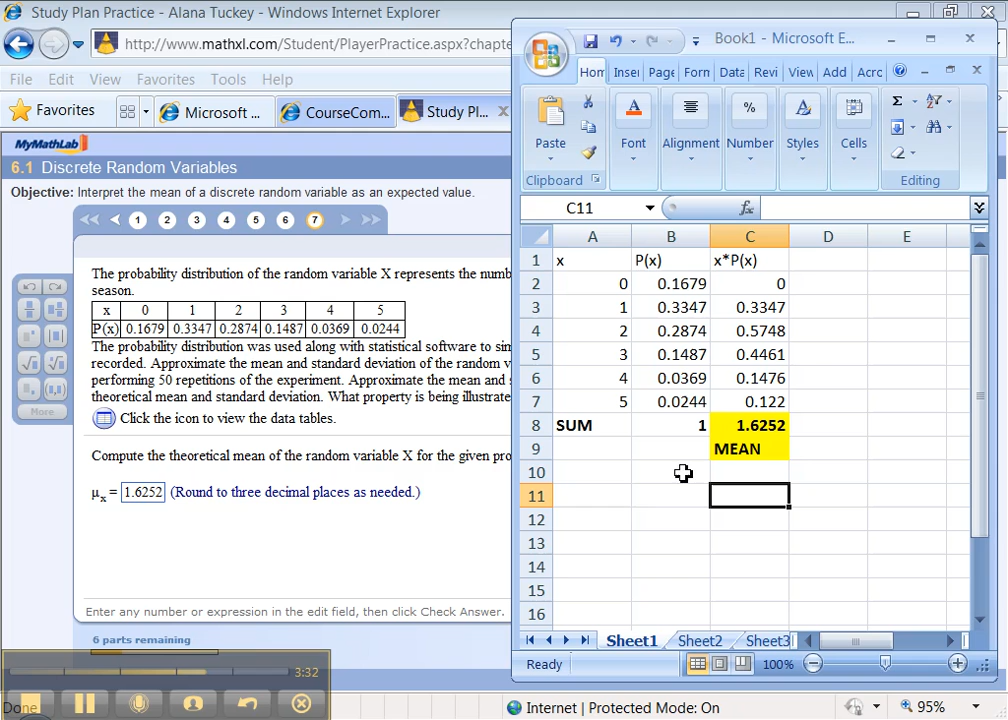 Study Plan Practice - Alana Tuckey - Windows Internet Explorer
http://www.mathxl.com/Student/PlayerPractice.aspx?chapte
File Edit View Favorites Tools Help
Favorites Microsoft ... CourseCom... Study Pl...
MyMathLab
6.1 Discrete Random Variables
Objective: Interpret the mean of a discrete random variable as an expected value.
1 2 3 4 5 6 7
The probability distribution of the random variable X represents the numb
season.
x 0 1 2 3 4 5
P(x) 0.1679 0.3347 0.2874 0.1487 0.0369 0.0244
The probability distribution was used along with statistical software to sim
recorded. Approximate the mean and standard deviation of the random v
performing 50 repetitions of the experiment. Approximate the mean and s
theoretical mean and standard deviation. What property is being illustrate
Click the icon to view the data tables.
Compute the theoretical mean of the random variable X for the given pro
μx = 1.6252 (Round to three decimal places as needed.)
More
Enter any number or expression in the edit field, then click Check Answer.
6 parts remaining
3:32
Done
Book1 - Microsoft E...
Hom Inser Page Form Data Revi View Add Acro
Paste Font Alignment Number Styles Cells
Clipboard Editing
C11 fx
A B C D E
1 x P(x) x*P(x)
2 0 0.1679 0
3 1 0.3347 0.3347
4 2 0.2874 0.5748
5 3 0.1487 0.4461
6 4 0.0369 0.1476
7 5 0.0244 0.122
8 SUM 1 1.6252
9 MEAN
10
11
12
13
14
15
16
Sheet1 Sheet2 Sheet3
Ready 100%
Internet | Protected Mode: On 95%